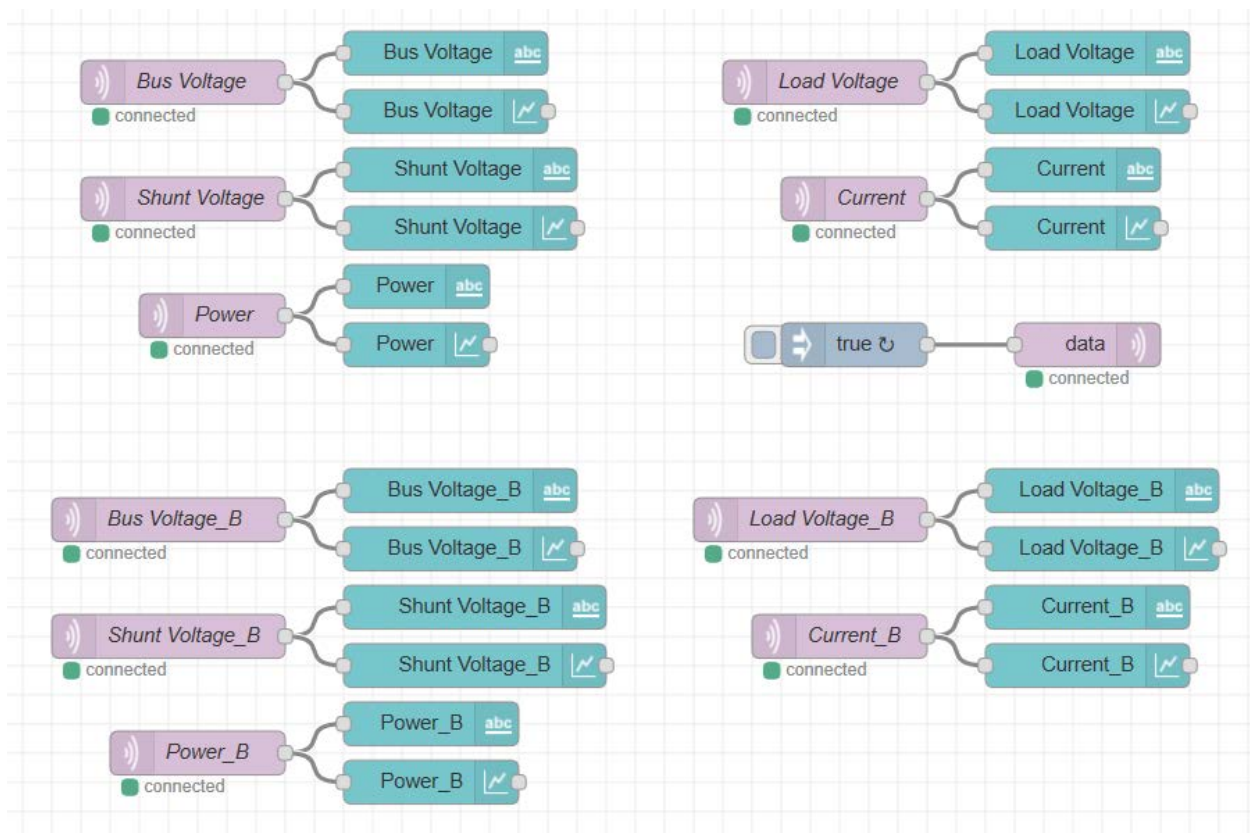 Bus Voltage
connected
Bus Voltage abc
Bus Voltage
Shunt Voltage
connected
Shunt Voltage abc
Shunt Voltage
Power
connected
Power abc
Power
Load Voltage
connected
Load Voltage abc
Load Voltage
Current
connected
Current abc
Current
true ↻
data
connected
Bus Voltage_B
connected
Bus Voltage_B abc
Bus Voltage_B
Shunt Voltage_B
connected
Shunt Voltage_B abc
Shunt Voltage_B
Power_B
connected
Power_B abc
Power_B
Load Voltage_B
connected
Load Voltage_B abc
Load Voltage_B
Current_B
connected
Current_B abc
Current_B